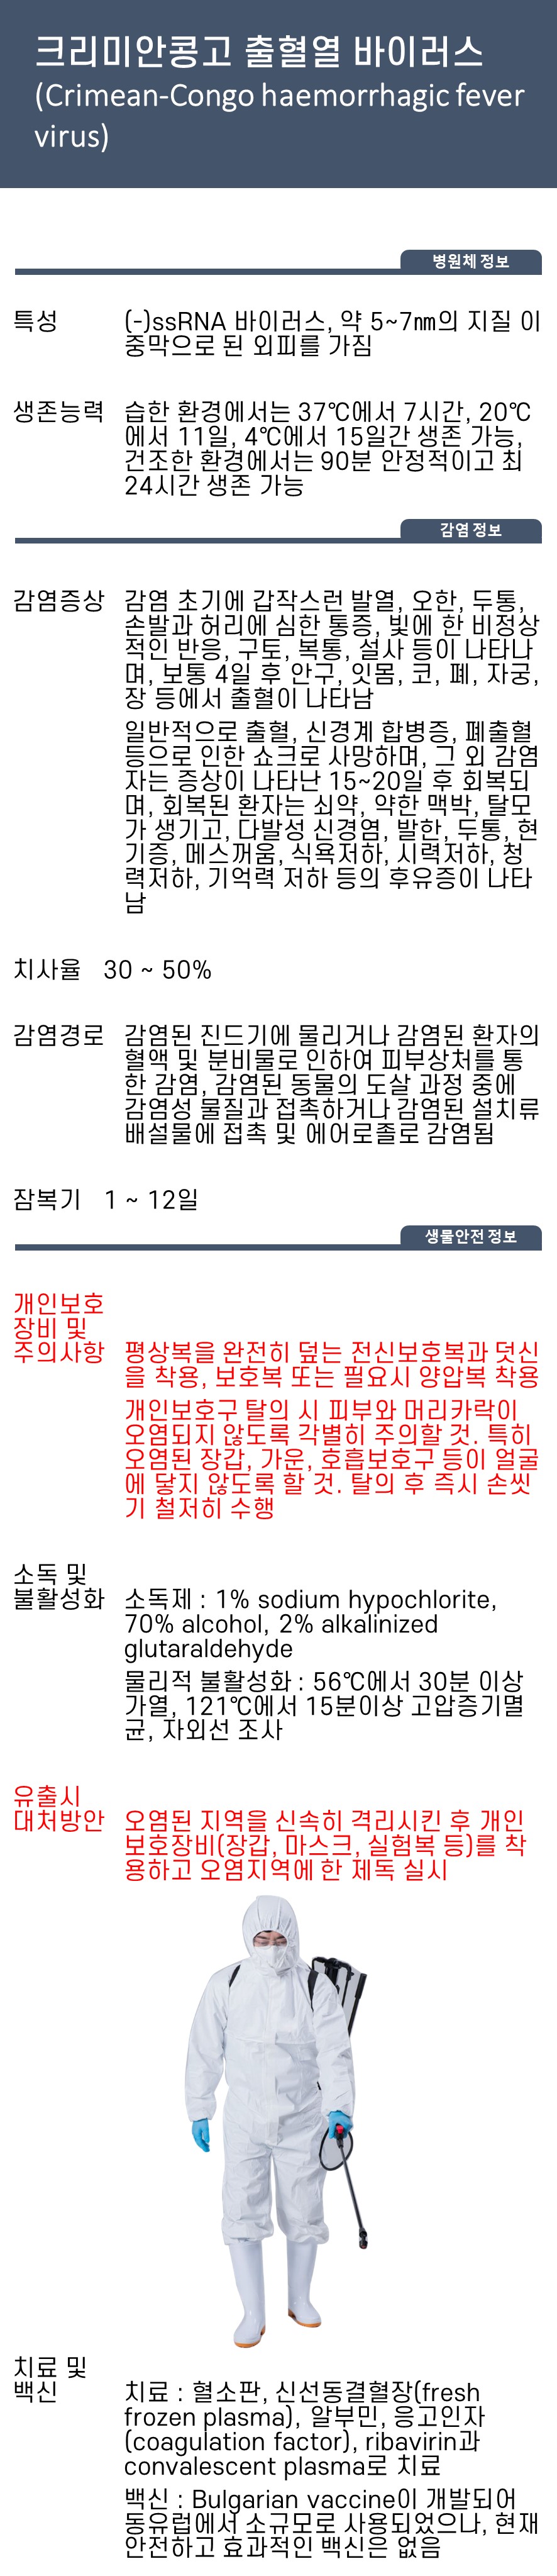 크리미안콩고 출혈열 바이러스
(Crimean-Congo haemorrhagic fever
virus)
병원체 정보
특성
(-)ssRNA 바이러스, 약 5~7㎚의 지질 이
중막으로 된 외피를 가짐
생존능력
습한 환경에서는 37℃에서 7시간, 20℃
에서 11일, 4℃에서 15일간 생존 가능,
건조한 환경에서는 90분 안정적이고 최
24시간 생존 가능
감염 정보
감염증상
감염 초기에 갑작스런 발열, 오한, 두통,
손발과 허리에 심한 통증, 빛에 한 비정상
적인 반응, 구토, 복통, 설사 등이 나타나
며, 보통 4일 후 안구, 잇몸, 코, 폐, 자궁,
장 등에서 출혈이 나타남
일반적으로 출혈, 신경계 합병증, 폐출혈
등으로 인한 쇼크로 사망하며, 그 외 감염
자는 증상이 나타난 15~20일 후 회복되
며, 회복된 환자는 쇠약, 약한 맥박, 탈모
가 생기고, 다발성 신경염, 발한, 두통, 현
기증, 메스꺼움, 식욕저하, 시력저하, 청
력저하, 기억력 저하 등의 후유증이 나타
남
치사율 30 ~ 50%
감염경로
감염된 진드기에 물리거나 감염된 환자의
혈액 및 분비물로 인하여 피부상처를 통
한 감염, 감염된 동물의 도살 과정 중에
감염성 물질과 접촉하거나 감염된 설치류
배설물에 접촉 및 에어로졸로 감염됨
잠복기 1 ~ 12일
생물안전 정보
개인보호
장비 및
주의사항
평상복을 완전히 덮는 전신보호복과 덧신
을 착용, 보호복 또는 필요시 양압복 착용
개인보호구 탈의 시 피부와 머리카락이
오염되지 않도록 각별히 주의할 것. 특히
오염된 장갑, 가운, 호흡보호구 등이 얼굴
에 닿지 않도록 할 것. 탈의 후 즉시 손씻
기 철저히 수행
소독 및
불활성화
소독제 : 1% sodium hypochlorite,
70% alcohol, 2% alkalinized
glutaraldehyde
물리적 불활성화 : 56℃에서 30분 이상
가열, 121℃에서 15분이상 고압증기멸
균, 자외선 조사
유출시
대처방안
오염된 지역을 신속히 격리시킨 후 개인
보호장비(장갑, 마스크, 실험복 등)를 착
용하고 오염지역에 한 제독 실시
치료 및
백신
치료 : 혈소판, 신선동결혈장(fresh
frozen plasma), 알부민, 응고인자
(coagulation factor), ribavirin과
convalescent plasma로 치료
백신 : Bulgarian vaccine이 개발되어
동유럽에서 소규모로 사용되었으나, 현재
안전하고 효과적인 백신은 없음